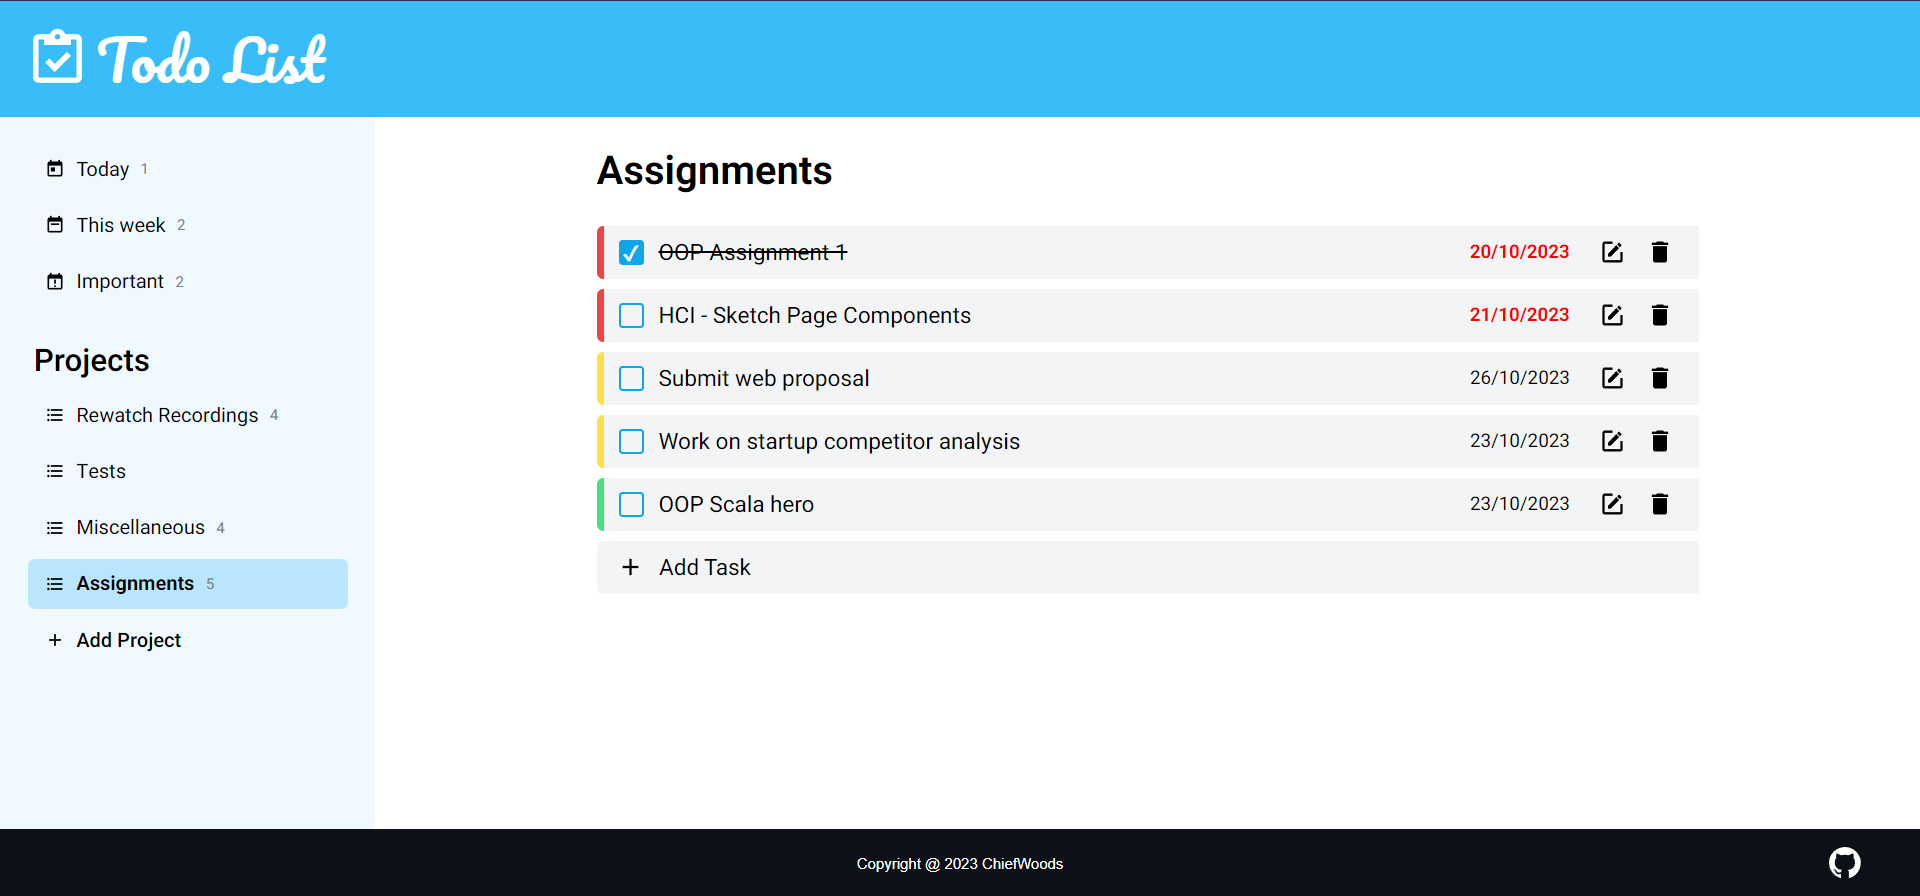 Todo List
Today 1
This week 2
Important 2
Projects
Rewatch Recordings 4
Tests
Miscellaneous 4
Assignments 5
Add Project
Assignments
OOP Assignment 1 20/10/2023
HCI - Sketch Page Components 21/10/2023
Submit web proposal 26/10/2023
Work on startup competitor analysis 23/10/2023
OOP Scala hero 23/10/2023
Add Task
Copyright @ 2023 ChiefWoods